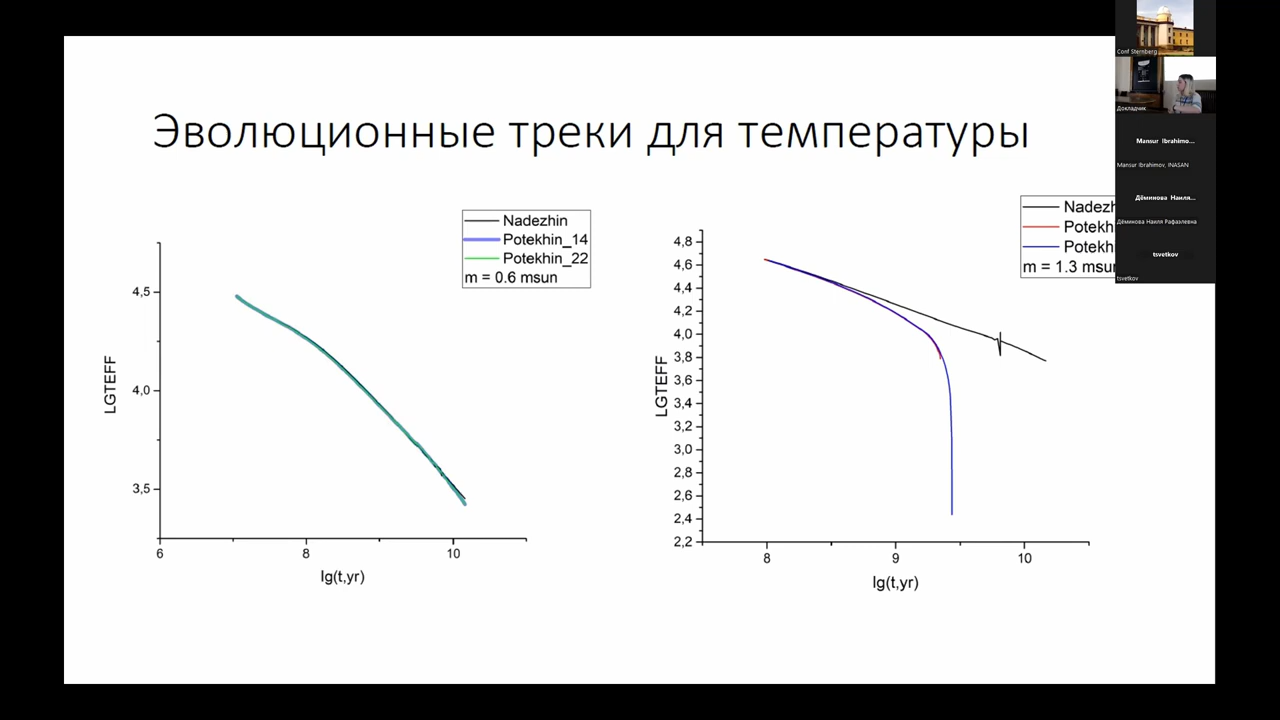 Эволюционные треки для температуры
Nadezhin
Potekhin_14
Potekhin_22
m = 0.6 msun
4,5
4,0
3,5
LGTEFF
6
8
10
lg(t,yr)
Nadezh
Potekh
Potekh
m = 1.3 msun
4,8
4,6
4,4
4,2
4,0
3,8
3,6
3,4
3,2
3,0
2,8
2,6
2,4
2,2
LGTEFF
8
9
10
lg(t,yr)
Conf Sternberg
Докладчик
Mansur Ibrahimo...
Mansur Ibrahimov, INASAN
Дёминова Наиля...
Дёминова Наиля Рафаэлевна
tsvetkov
tsvetkov